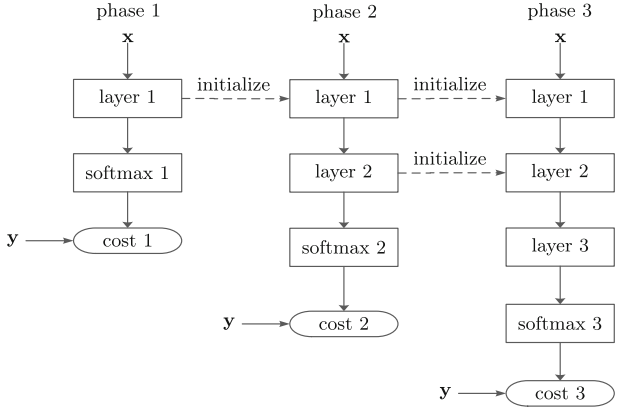 phase 1
phase 2
phase 3
x
x
x
layer 1
initialize
layer 1
initialize
layer 1
softmax 1
layer 2
initialize
layer 2
y
cost 1
softmax 2
layer 3
y
cost 2
softmax 3
y
cost 3